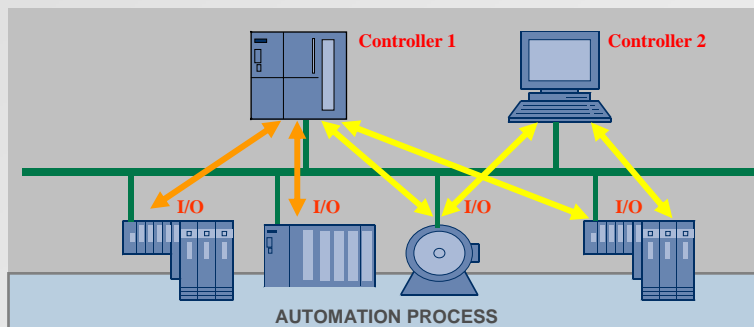 Controller 1
Controller 2
I/O
I/O
I/O
I/O
AUTOMATION PROCESS